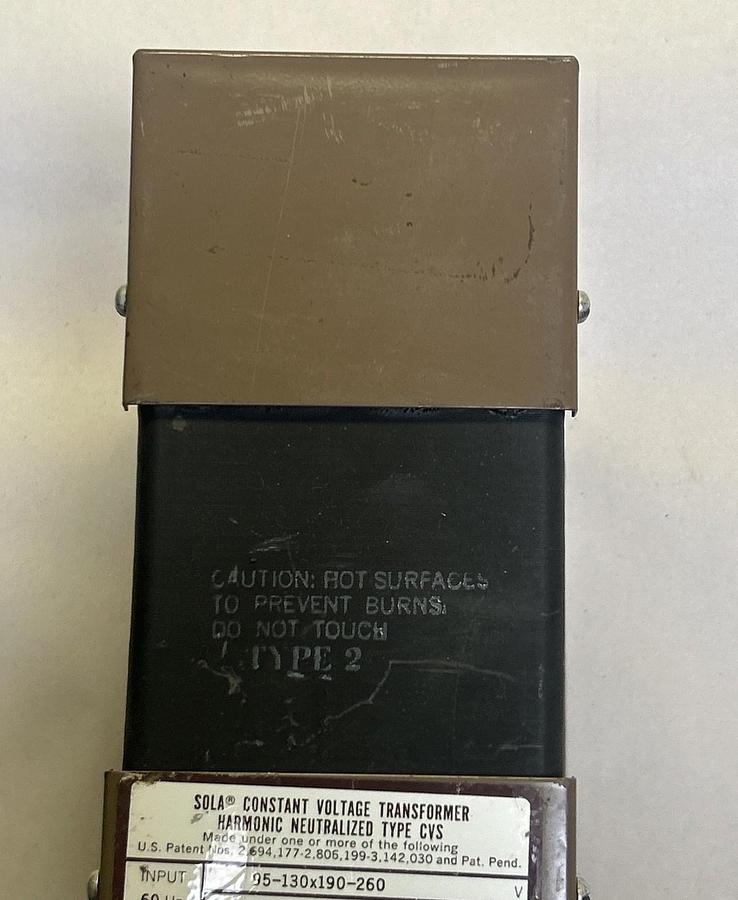 CAUTION: HOT SURFACES
TO PREVENT BURNS,
DO NOT TOUCH
TYPE 2
SOLA® CONSTANT VOLTAGE TRANSFORMER
HARMONIC NEUTRALIZED TYPE CVS
Made under one or more of the following
U.S. Patent Nos. 2,694,177-2,806,199-3,142,030 and Pat. Pend.
INPUT 95-130x190-260 V
60